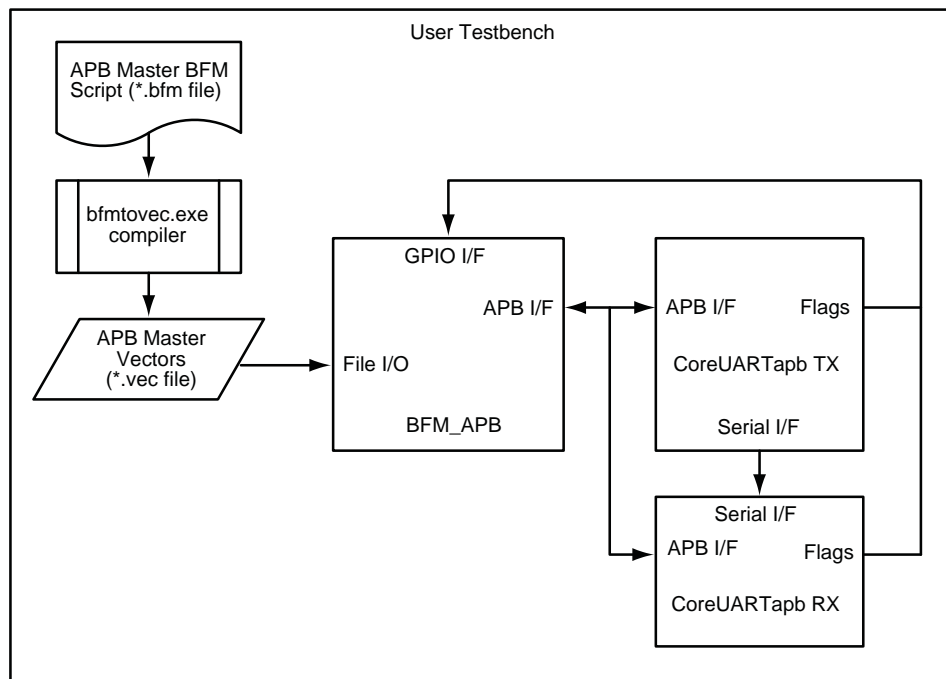 User Testbench
APB Master BFM
Script (*.bfm file)
bfmtovec.exe
compiler
APB Master
Vectors
(*.vec file)
GPIO I/F
APB I/F
File I/O
BFM_APB
APB I/F
Flags
CoreUARTapb TX
Serial I/F
Serial I/F
APB I/F
Flags
CoreUARTapb RX